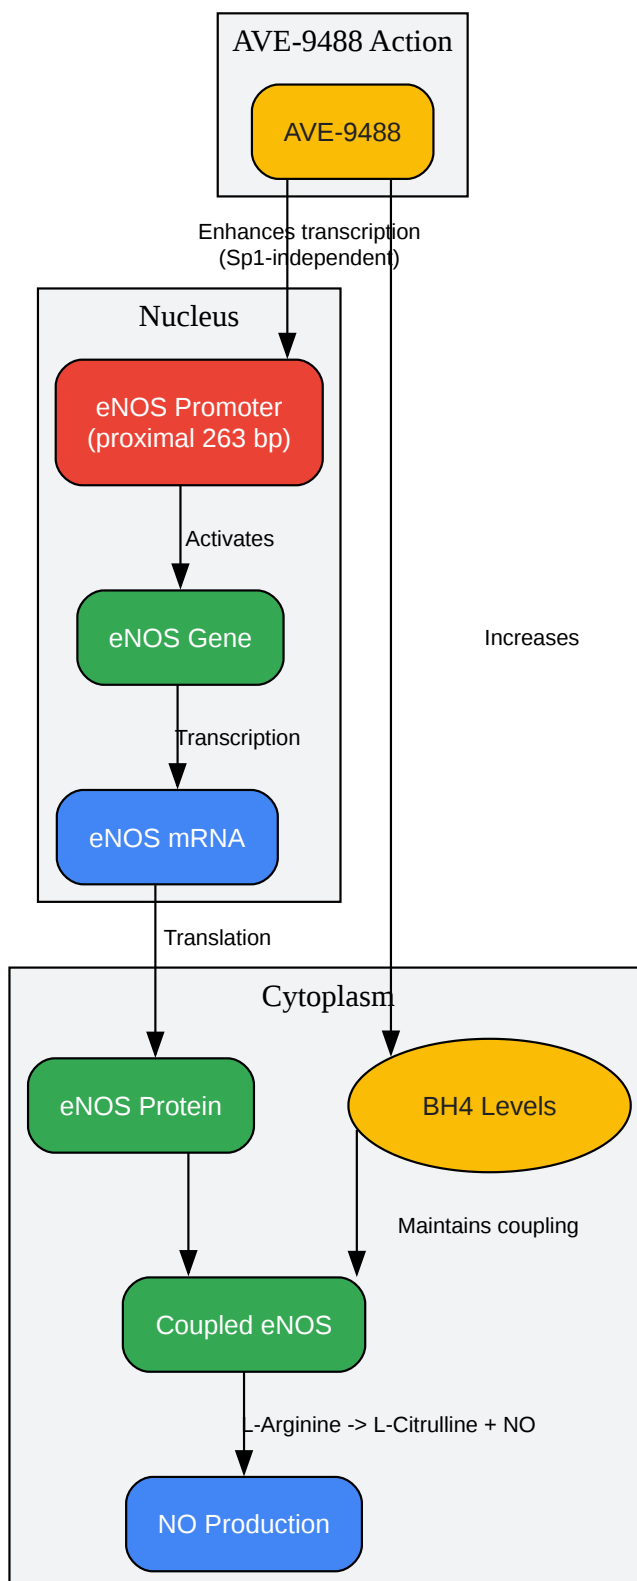 AVE-9488 Action
AVE-9488
Enhances transcription
(Sp1-independent)
Nucleus
eNOS Promoter
(proximal 263 bp)
Activates
eNOS Gene
Increases
Transcription
eNOS mRNA
Translation
Cytoplasm
eNOS Protein
BH4 Levels
Maintains coupling
Coupled eNOS
L-Arginine -> L-Citrulline + NO
NO Production